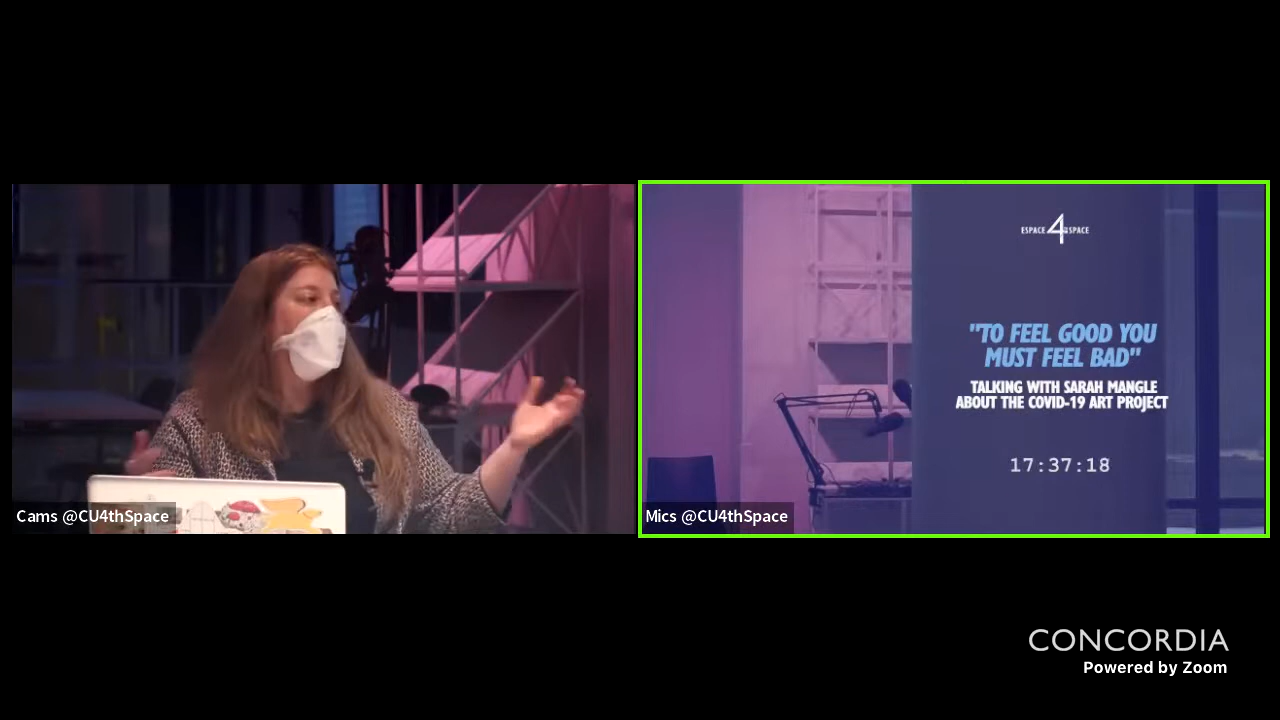 ESPACE 4 SPACE
"TO FEEL GOOD YOU
MUST FEEL BAD"
TALKING WITH SARAH MANGLE
ABOUT THE COVID-19 ART PROJECT
17:37:18
Cams @CU4thSpace
Mics @CU4thSpace
CONCORDIA
Powered by Zoom